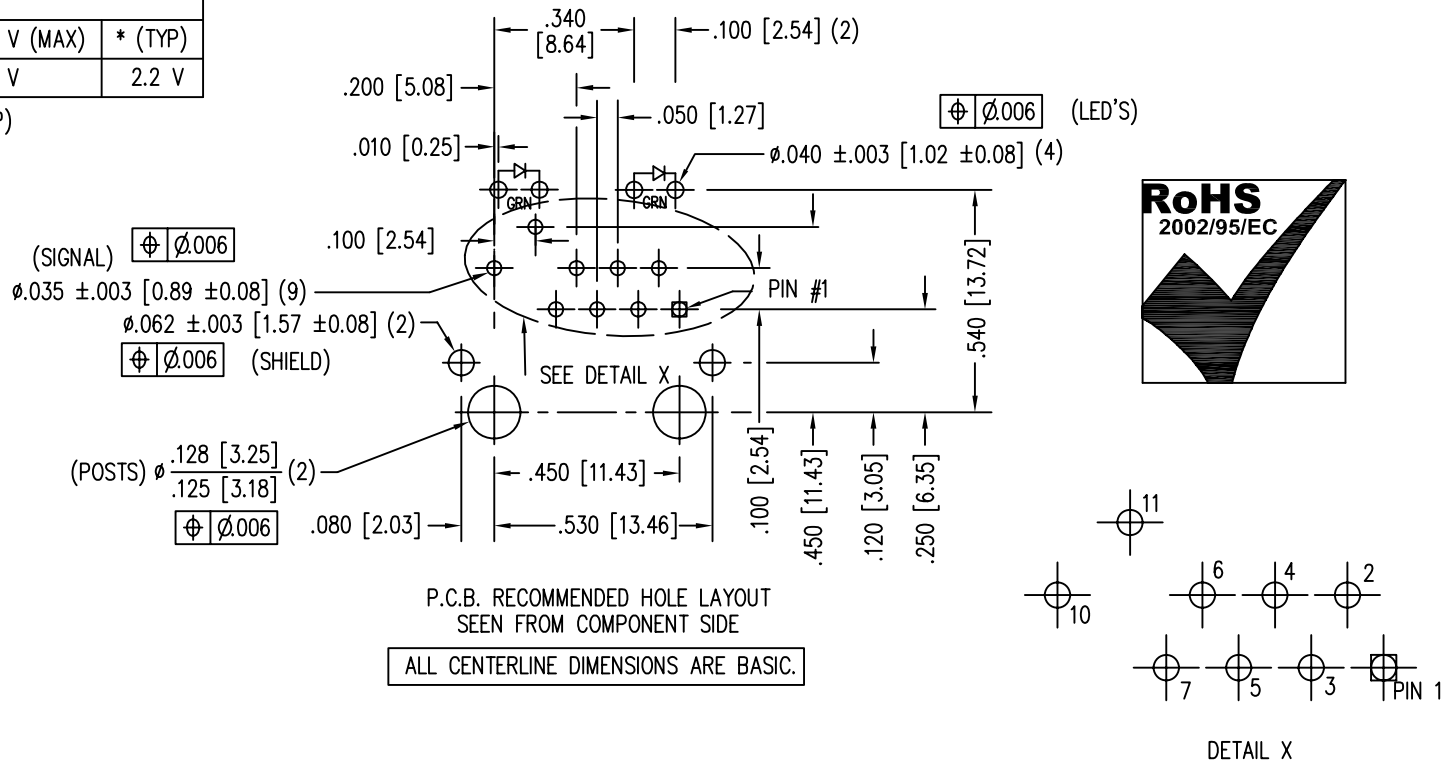 V (MAX) * (TYP)
V 2.2 V
P)
.340
[8.64]
.100 [2.54] (2)
.200 [5.08]
.050 [1.27]
⌖ Ø.006 (LED'S)
.010 [0.25]
Ø.040 ±.003 [1.02 ±0.08] (4)
GRN GRN
.100 [2.54]
⌖ Ø.006
(SIGNAL)
Ø.035 ±.003 [0.89 ±0.08] (9)
PIN #1
Ø.062 ±.003 [1.57 ±0.08] (2)
⌖ Ø.006 (SHIELD)
SEE DETAIL X
.540 [13.72]
(POSTS) Ø .128 [3.25] (2)
.125 [3.18]
⌖ Ø.006
.450 [11.43]
.080 [2.03]
.530 [13.46]
.100 [2.54]
.450 [11.43]
.120 [3.05]
.250 [6.35]
P.C.B. RECOMMENDED HOLE LAYOUT
SEEN FROM COMPONENT SIDE
ALL CENTERLINE DIMENSIONS ARE BASIC.
RoHS
2002/95/EC
11
6 4 2
10
7 5 3 PIN 1
DETAIL X